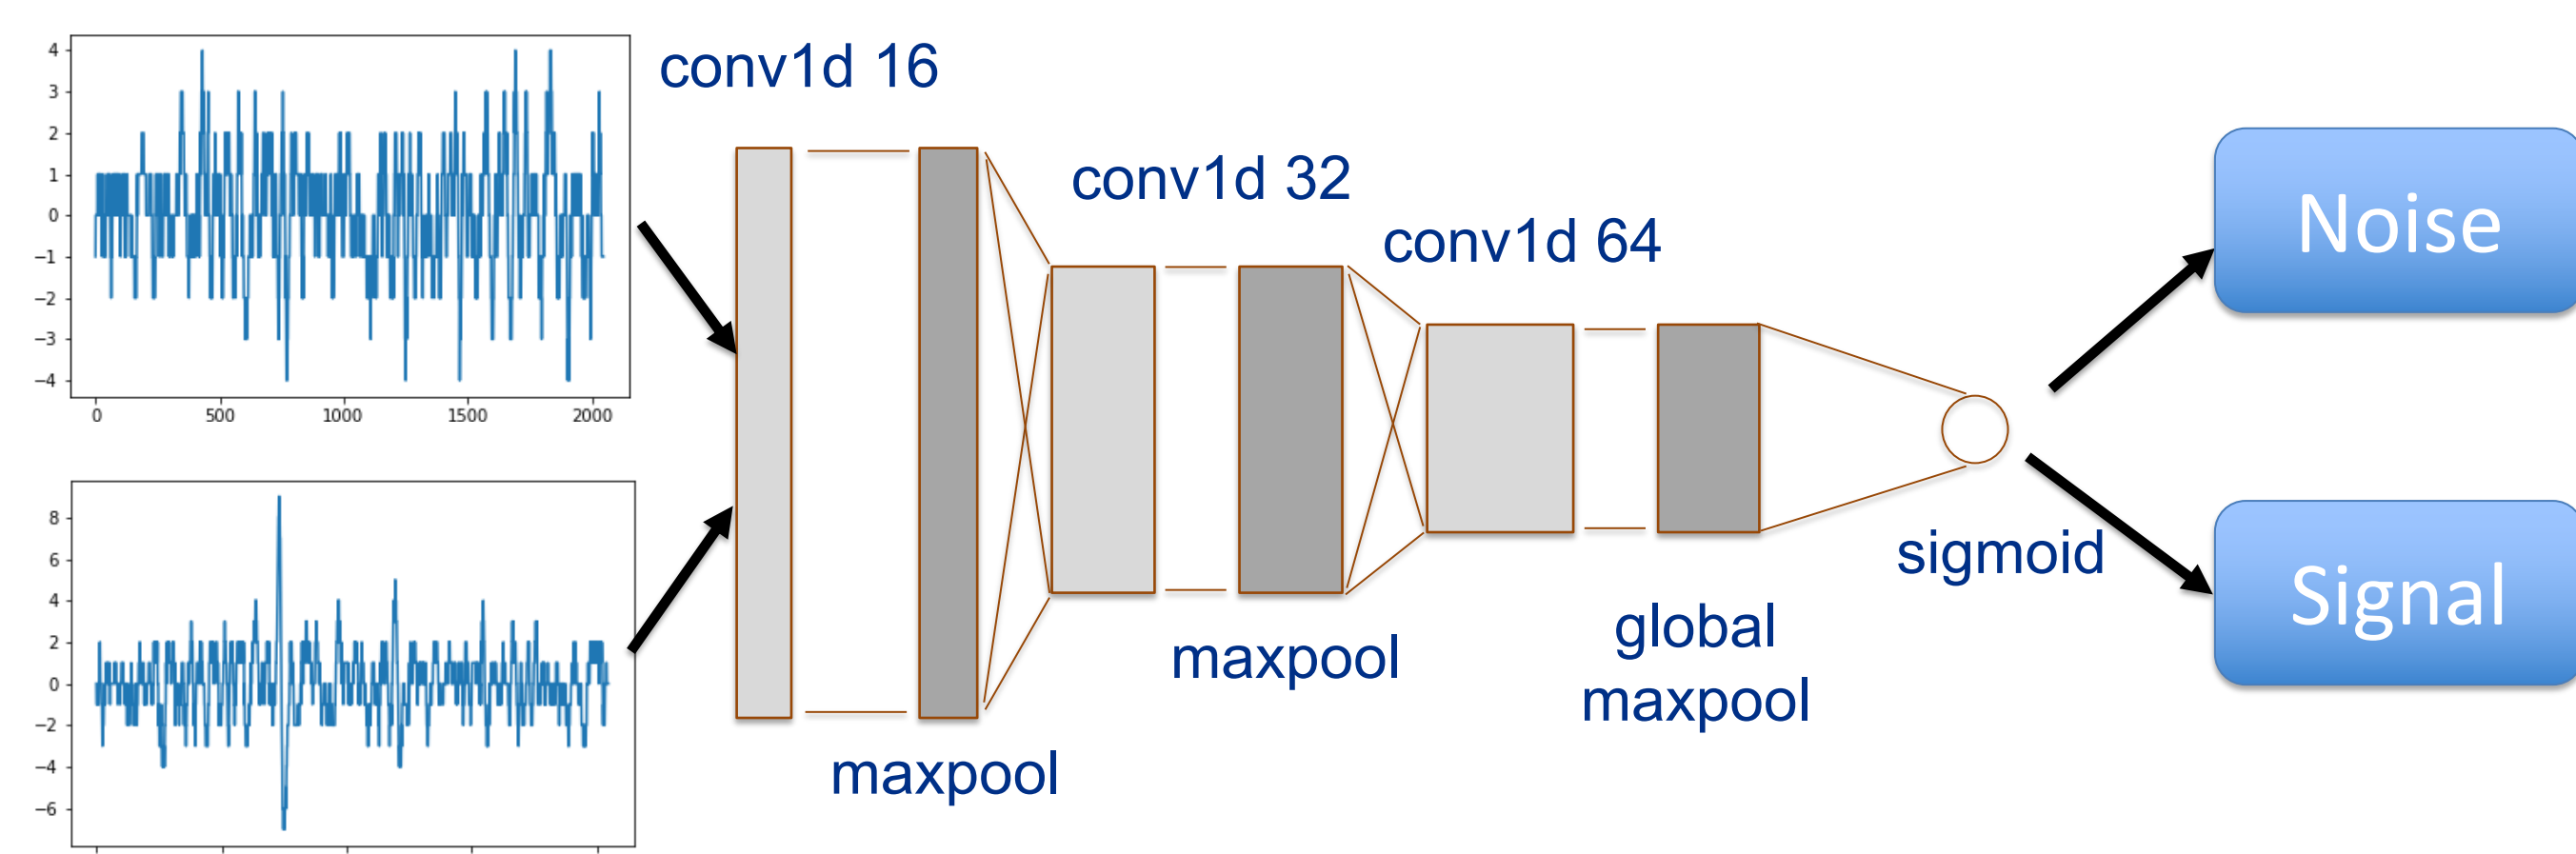 4
3
2
1
0
−1
−2
−3
−4
0 500 1000 1500 2000
8
6
4
2
0
−2
−4
−6
conv1d 16
maxpool
conv1d 32
maxpool
conv1d 64
global
maxpool
sigmoid
Noise
Signal